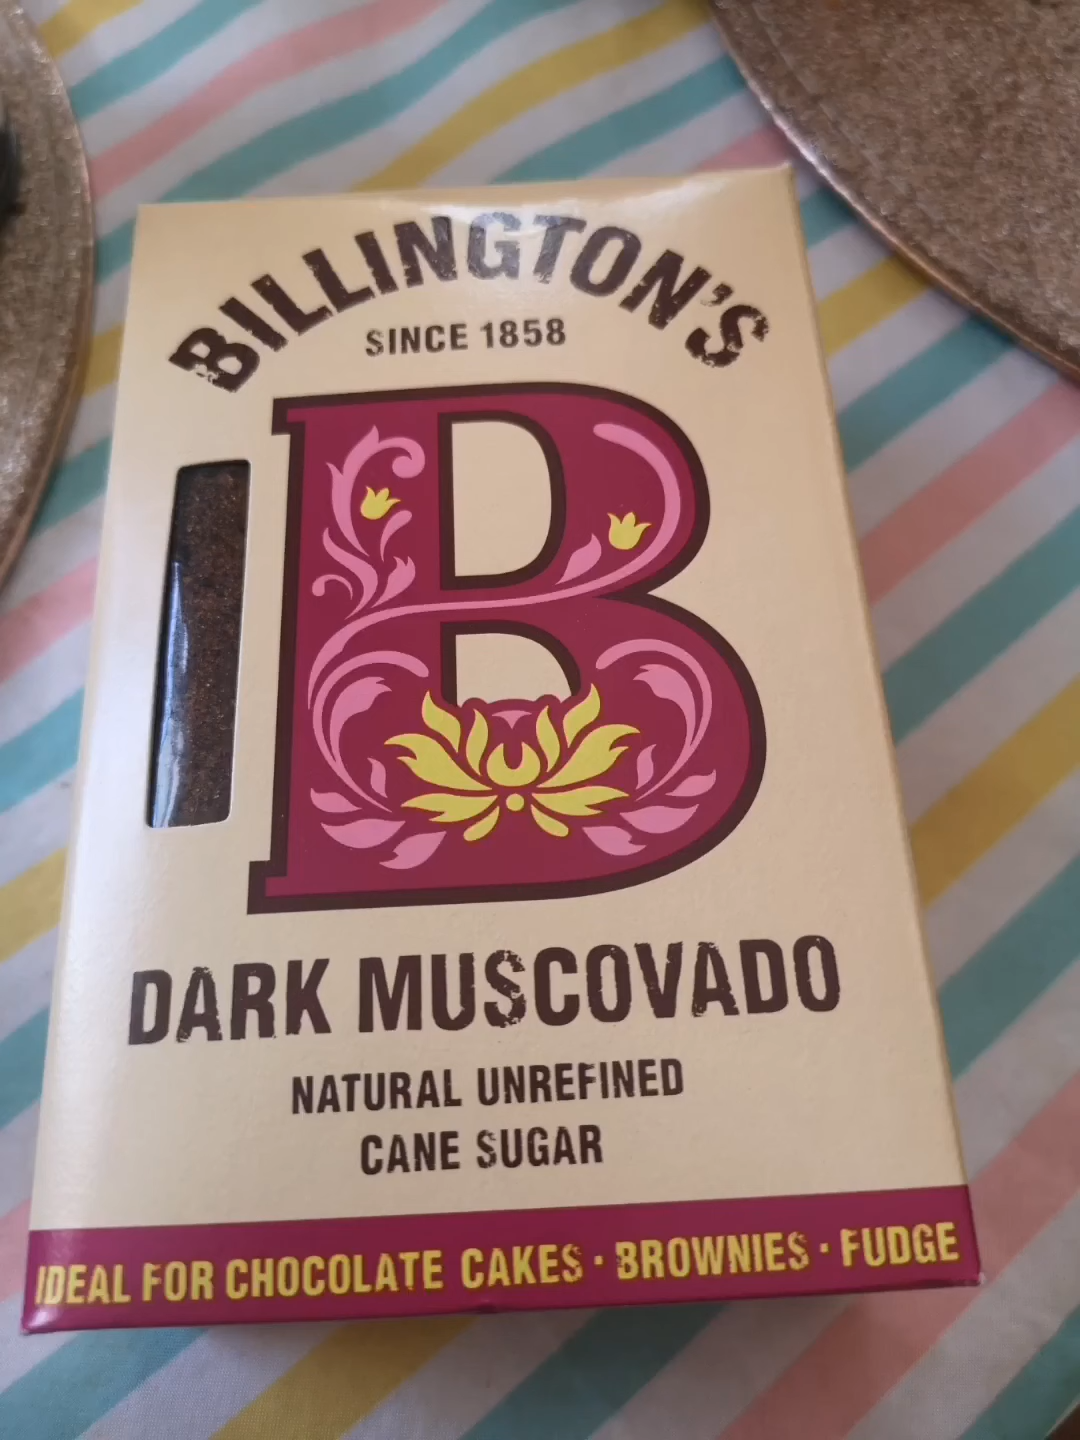 BILLINGTON'S
SINCE 1858
B
DARK MUSCOVADO
NATURAL UNREFINED
CANE SUGAR
IDEAL FOR CHOCOLATE CAKES · BROWNIES · FUDGE